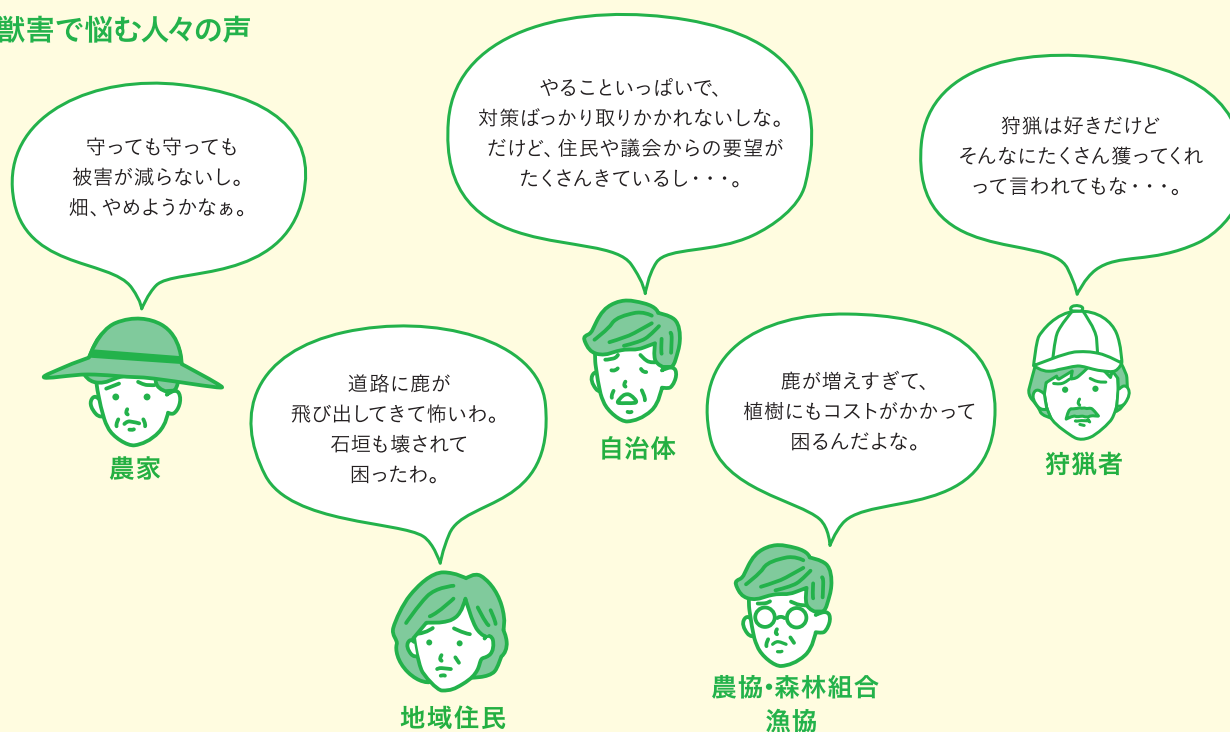 獣害で悩む人々の声
守っても守っても
被害が減らないし。
畑、やめようかなぁ。
農家
道路に鹿が
飛び出してきて怖いわ。
石垣も壊されて
困ったわ。
地域住民
やることいっぱいで、
対策ばっかり取りかかれないしな。
だけど、住民や議会からの要望が
たくさんきているし・・・。
自治体
鹿が増えすぎて、
植樹にもコストがかかって
困るんだよな。
農協・森林組合
漁協
狩猟は好きだけど
そんなにたくさん獲ってくれ
って言われてもな・・・。
狩猟者